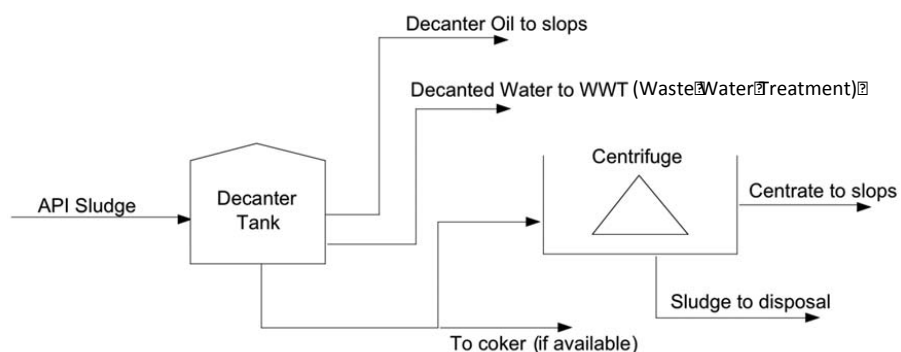 Decanter Oil to slops
Decanted Water to WWT (Waste Water Treatment)
Centrifuge
Decanter
Tank
API Sludge
Centrate to slops
Sludge to disposal
To coker (if available)